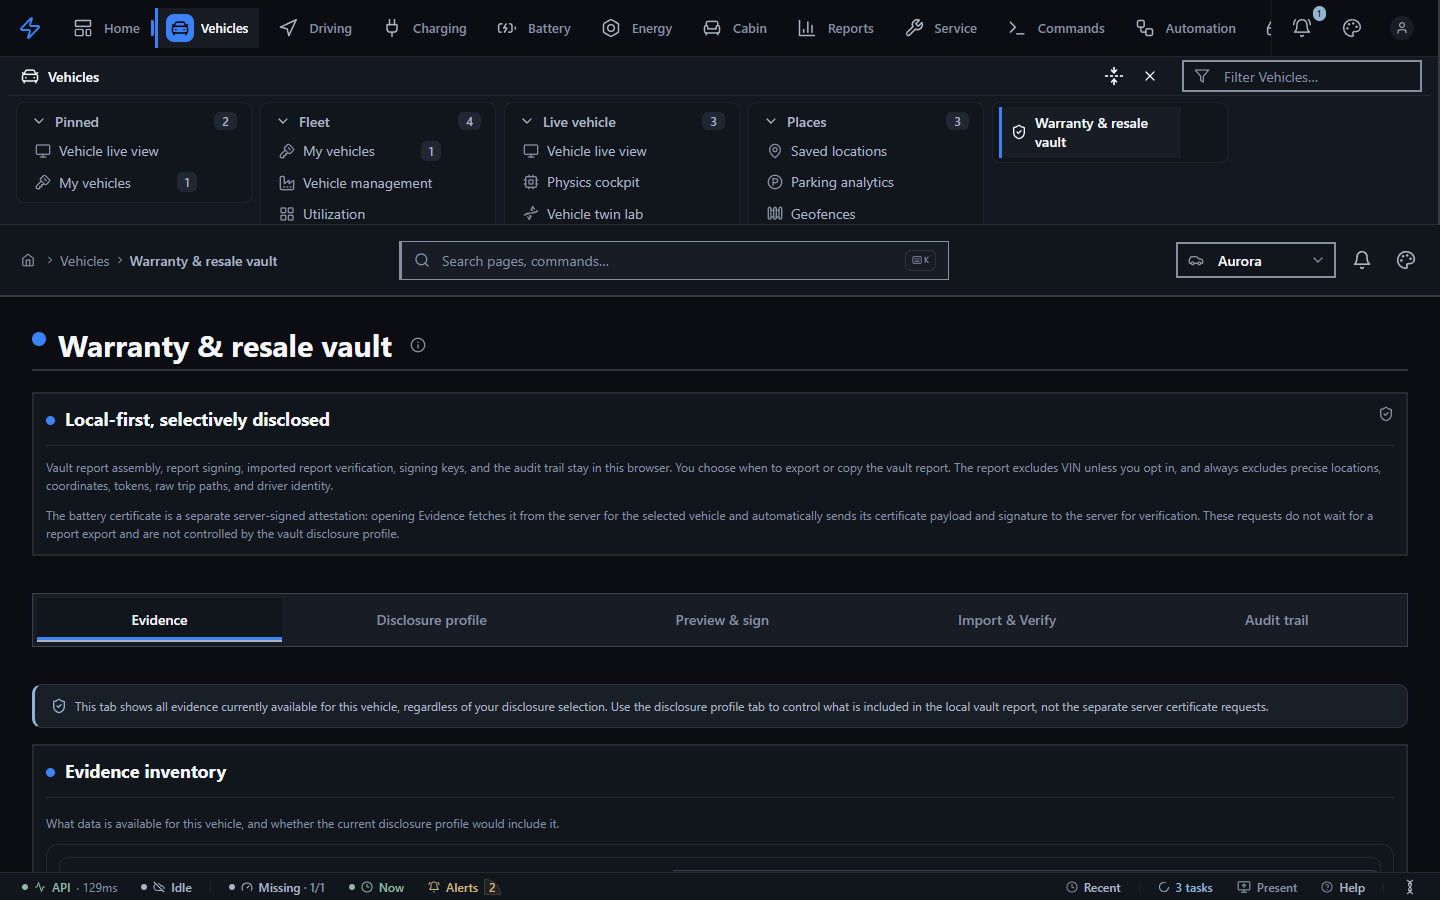 Home
Vehicles
Driving
Charging
Battery
Energy
Cabin
Reports
Service
Commands
Automation
1
Vehicles
Filter Vehicles...
Pinned 2
Vehicle live view
My vehicles 1
Fleet 4
My vehicles 1
Vehicle management
Utilization
Live vehicle 3
Vehicle live view
Physics cockpit
Vehicle twin lab
Places 3
Saved locations
Parking analytics
Geofences
Warranty & resale
vault
Vehicles
Warranty & resale vault
Search pages, commands...
K
Aurora
Warranty & resale vault
Local-first, selectively disclosed
Vault report assembly, report signing, imported report verification, signing keys, and the audit trail stay in this browser. You choose when to export or copy the vault report. The report excludes VIN unless you opt in, and always excludes precise locations,
coordinates, tokens, raw trip paths, and driver identity.
The battery certificate is a separate server-signed attestation: opening Evidence fetches it from the server for the selected vehicle and automatically sends its certificate payload and signature to the server for verification. These requests do not wait for a
report export and are not controlled by the vault disclosure profile.
Evidence
Disclosure profile
Preview & sign
Import & Verify
Audit trail
This tab shows all evidence currently available for this vehicle, regardless of your disclosure selection. Use the disclosure profile tab to control what is included in the local vault report, not the separate server certificate requests.
Evidence inventory
What data is available for this vehicle, and whether the current disclosure profile would include it.
API · 129ms
Idle
Missing · 1/1
Now
Alerts 2
Recent
3 tasks
Present
Help